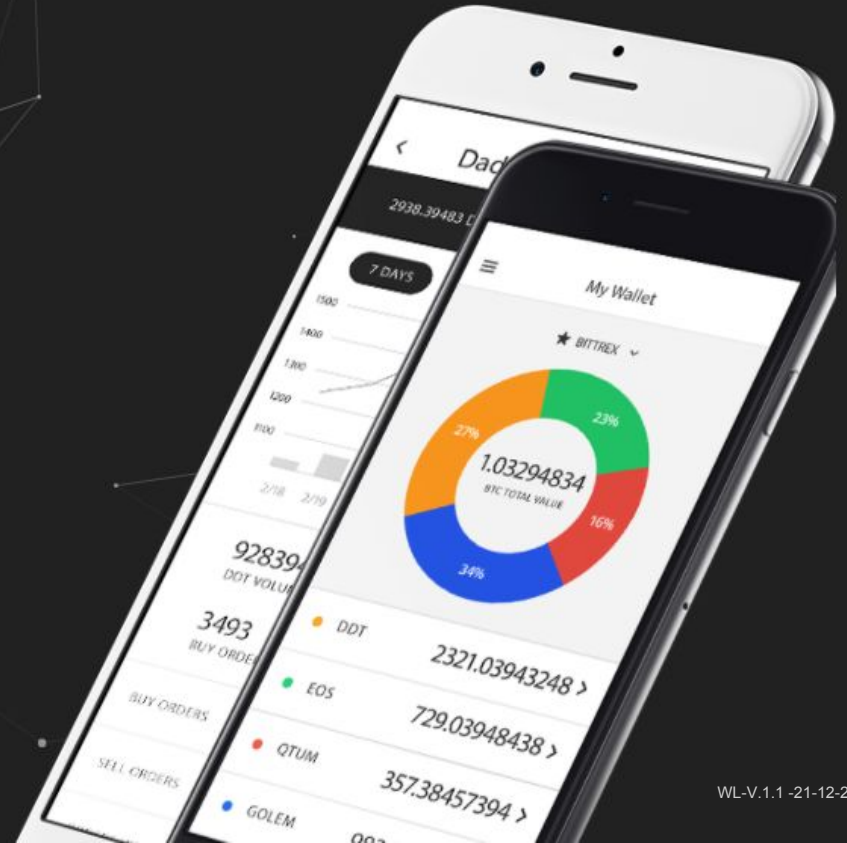 Dad
2938.39483 D
7 DAYS
1500
1400
1300
1200
1100
2/18 2/19
92839
DDT VOLU
3493
BUY ORDE
BUY ORDERS
SELL ORDERS
My Wallet
★ BITTREX
27%
23%
16%
34%
1.03294834
BTC TOTAL VALUE
DDT 2321.03943248 >
EOS 729.03948438 >
QTUM 357.38457394 >
GOLEM
WL-V.1.1 -21-12-2